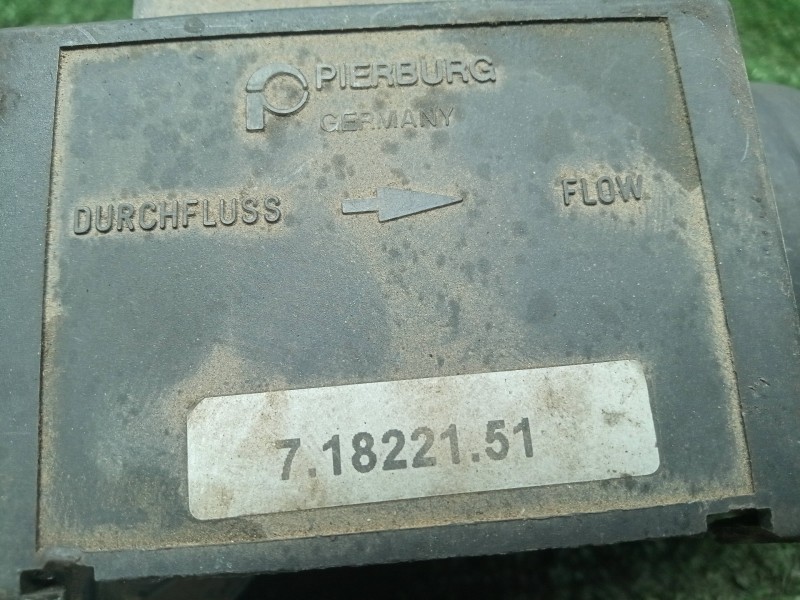 PIERBURG
GERMANY
DURCHFLUSS FLOW
7.18221.51